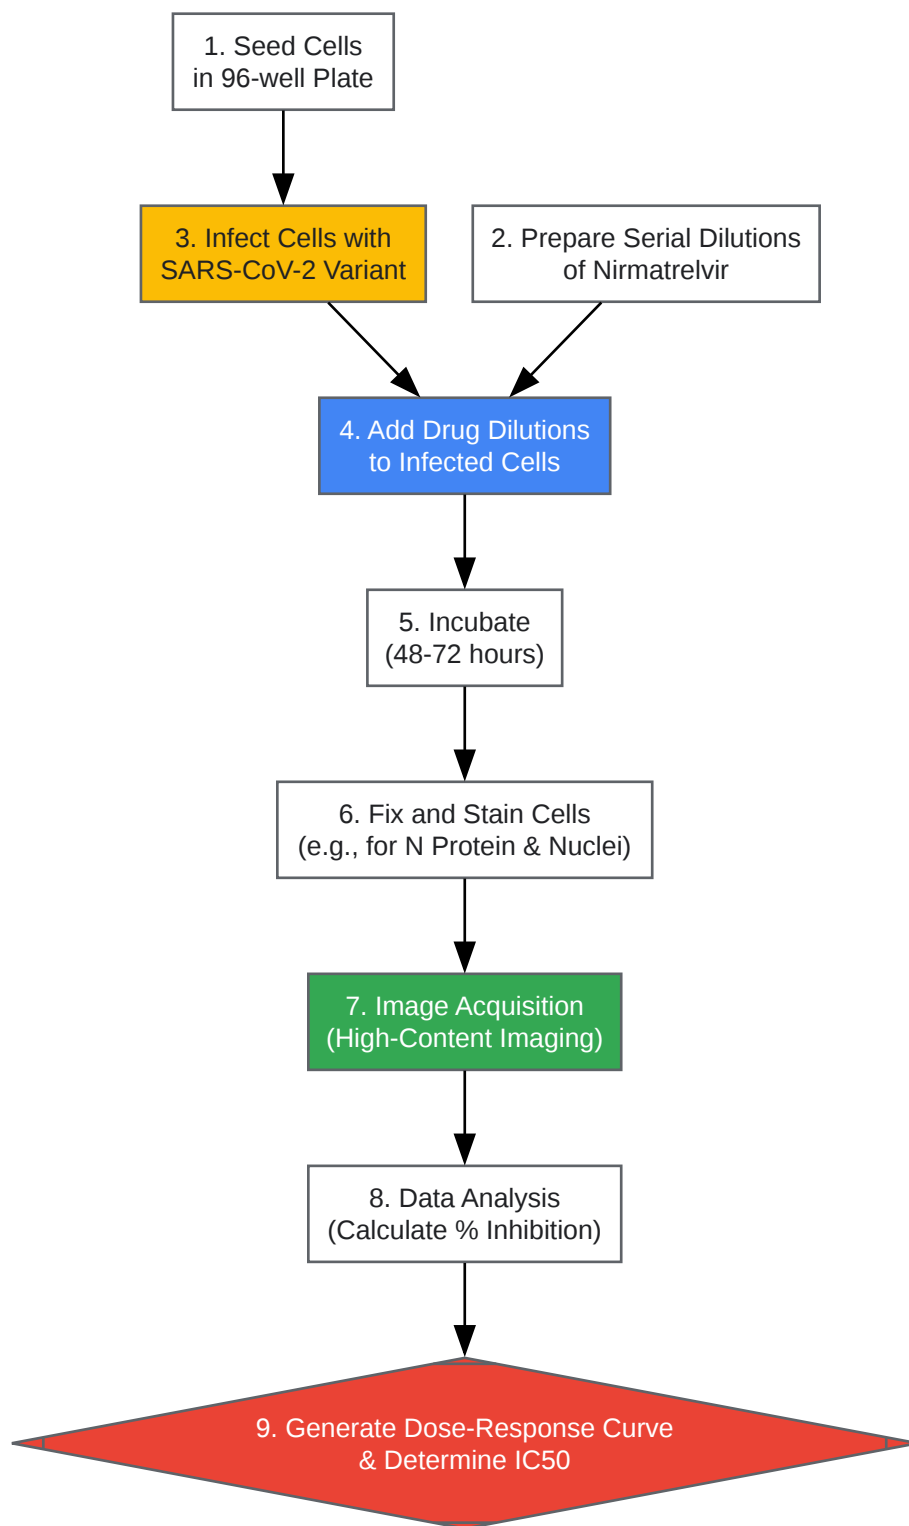 1. Seed Cells
in 96-well Plate
3. Infect Cells with
SARS-CoV-2 Variant
2. Prepare Serial Dilutions
of Nirmatrelvir
4. Add Drug Dilutions
to Infected Cells
5. Incubate
(48-72 hours)
6. Fix and Stain Cells
(e.g., for N Protein & Nuclei)
7. Image Acquisition
(High-Content Imaging)
8. Data Analysis
(Calculate % Inhibition)
9. Generate Dose-Response Curve
& Determine IC50